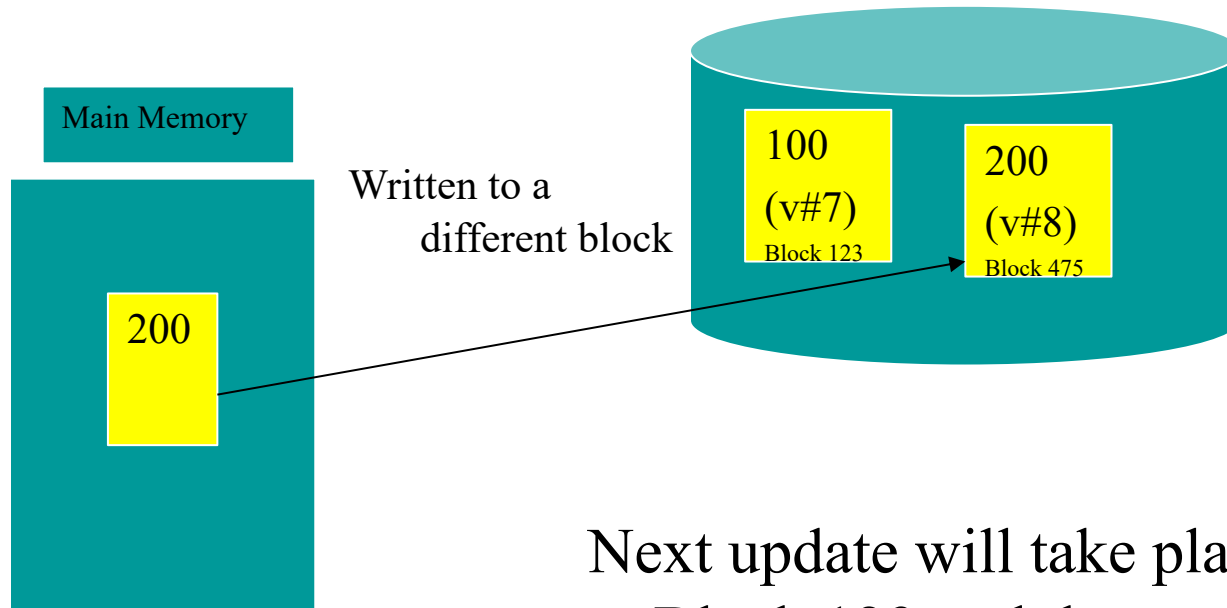 Main Memory
Written to a
different block
100
(v#7)
Block 123
200
(v#8)
Block 475
200
Next update will take